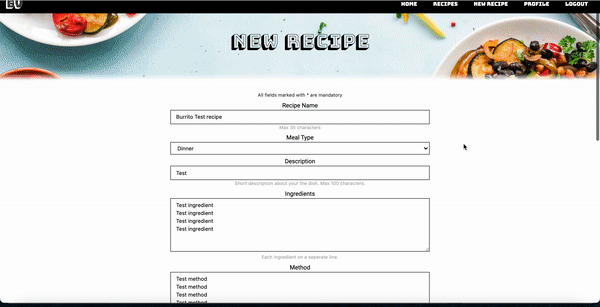 EU
HOME RECIPES NEW RECIPE PROFILE LOGOUT
NEW RECIPE
All fields marked with * are mandatory
Recipe Name
Burrito Test recipe
Max 35 characters
Meal Type
Dinner
Description
Test
Short description about your the dish. Max 100 characters.
Ingredients
Test ingredient
Test ingredient
Test ingredient
Test ingredient
Each ingredient on a seperate line.
Method
Test method
Test method
Test method
Test method